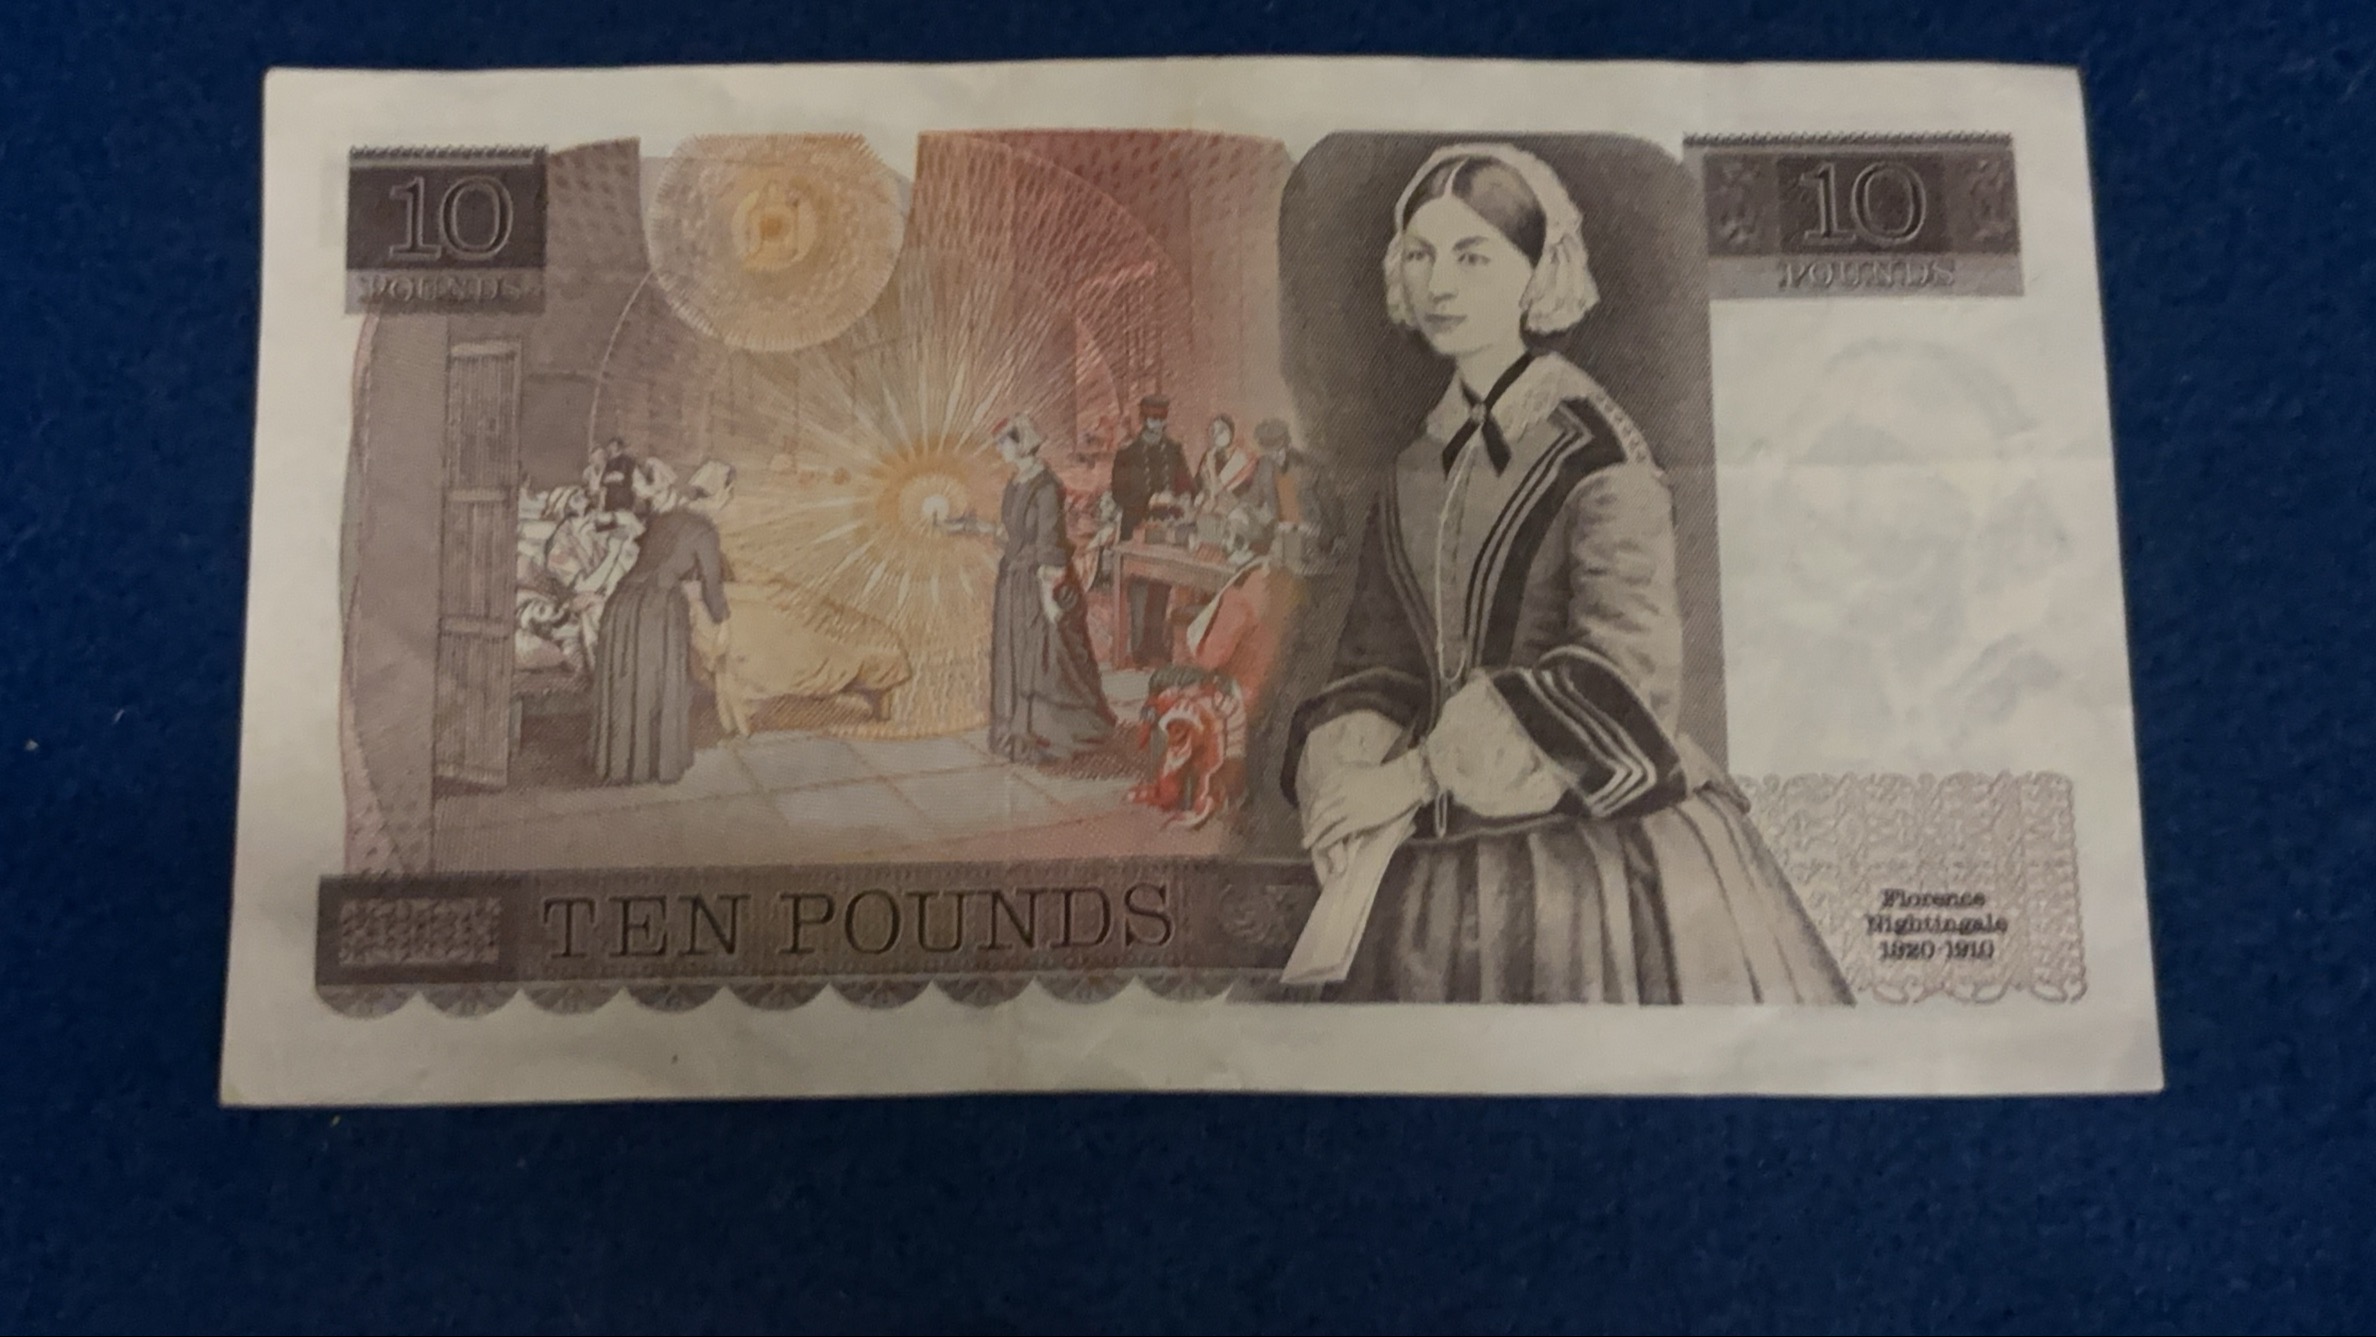 10
POUNDS
10
POUNDS
TEN POUNDS
Florence
Nightingale
1820-1910